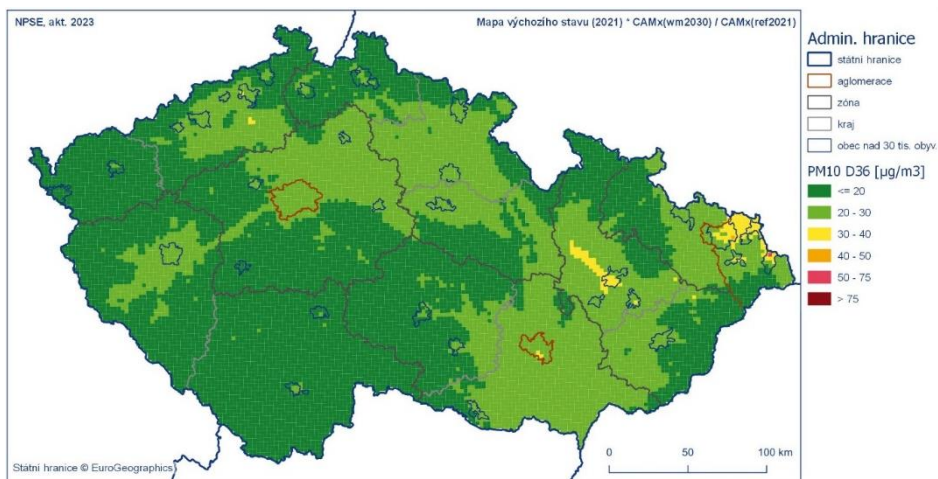 NPSE, akt. 2023
Mapa výchozího stavu (2021) * CAMx(wm2030) / CAMx(ref2021)
Admin. hranice
státní hranice
aglomerace
zóna
kraj
obec nad 30 tis. obyv.
PM10 D36 [µg/m3]
<= 20
20 - 30
30 - 40
40 - 50
50 - 75
> 75
Státní hranice © EuroGeographics
0 50 100 km